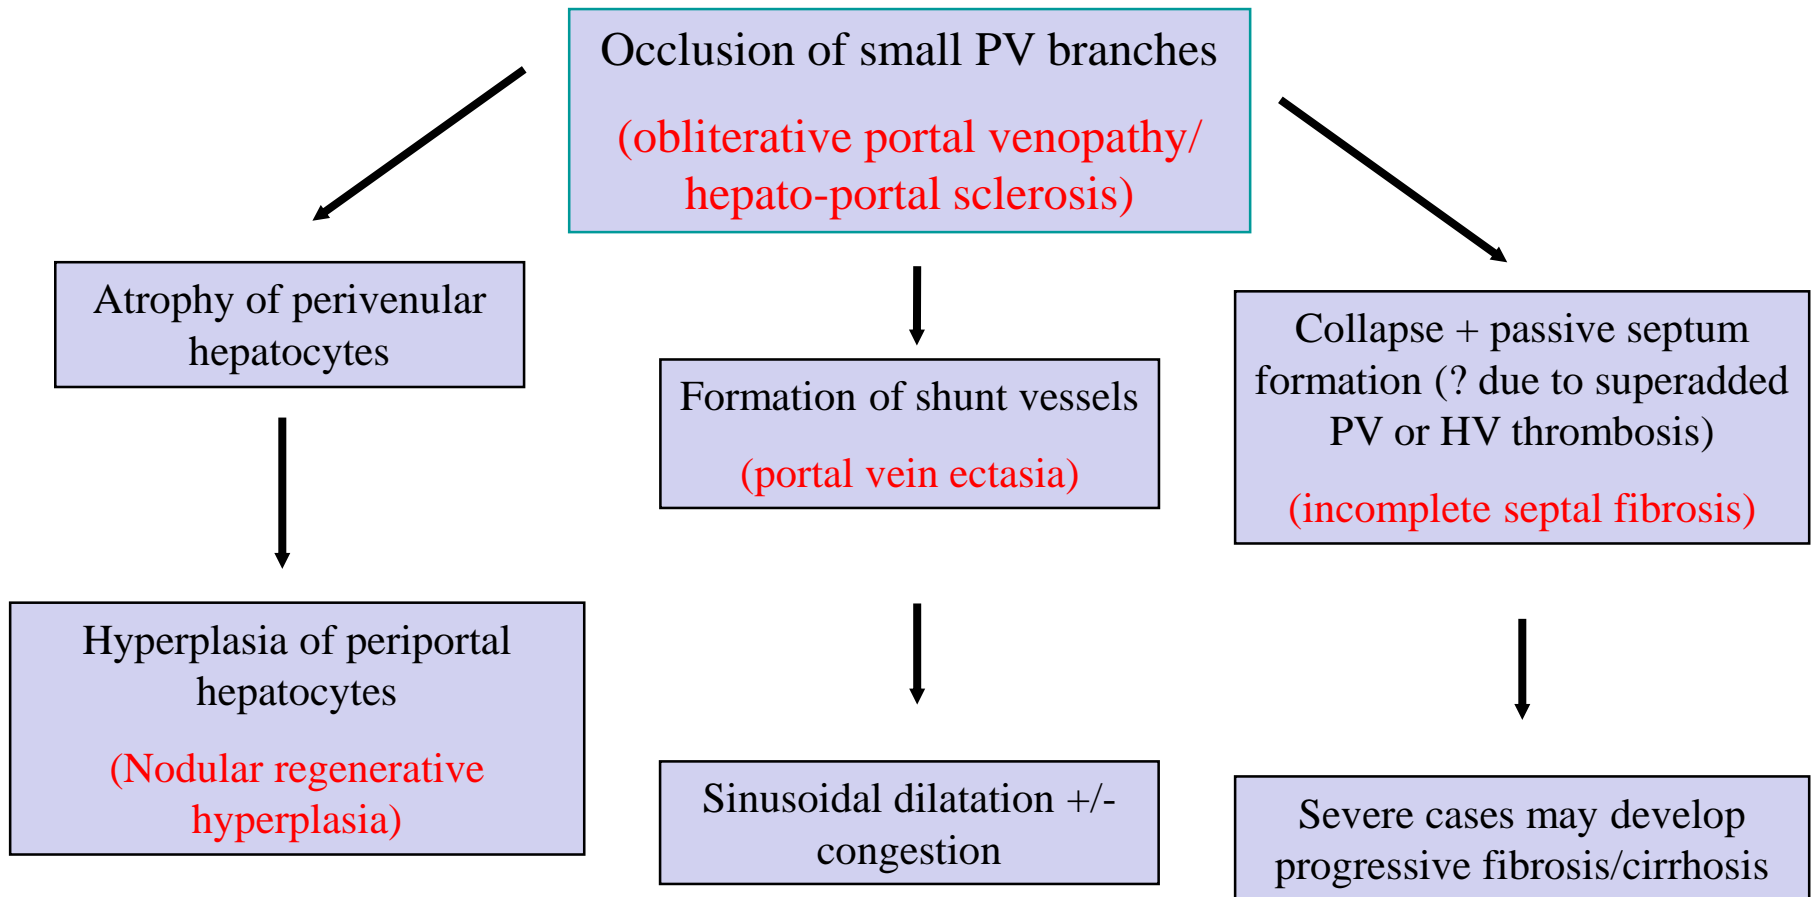 Occlusion of small PV branches
(obliterative portal venopathy/
hepato-portal sclerosis)
Atrophy of perivenular
hepatocytes
Hyperplasia of periportal
hepatocytes
(Nodular regenerative
hyperplasia)
Formation of shunt vessels
(portal vein ectasia)
Sinusoidal dilatation +/-
congestion
Collapse + passive septum
formation (? due to superadded
PV or HV thrombosis)
(incomplete septal fibrosis)
Severe cases may develop
progressive fibrosis/cirrhosis